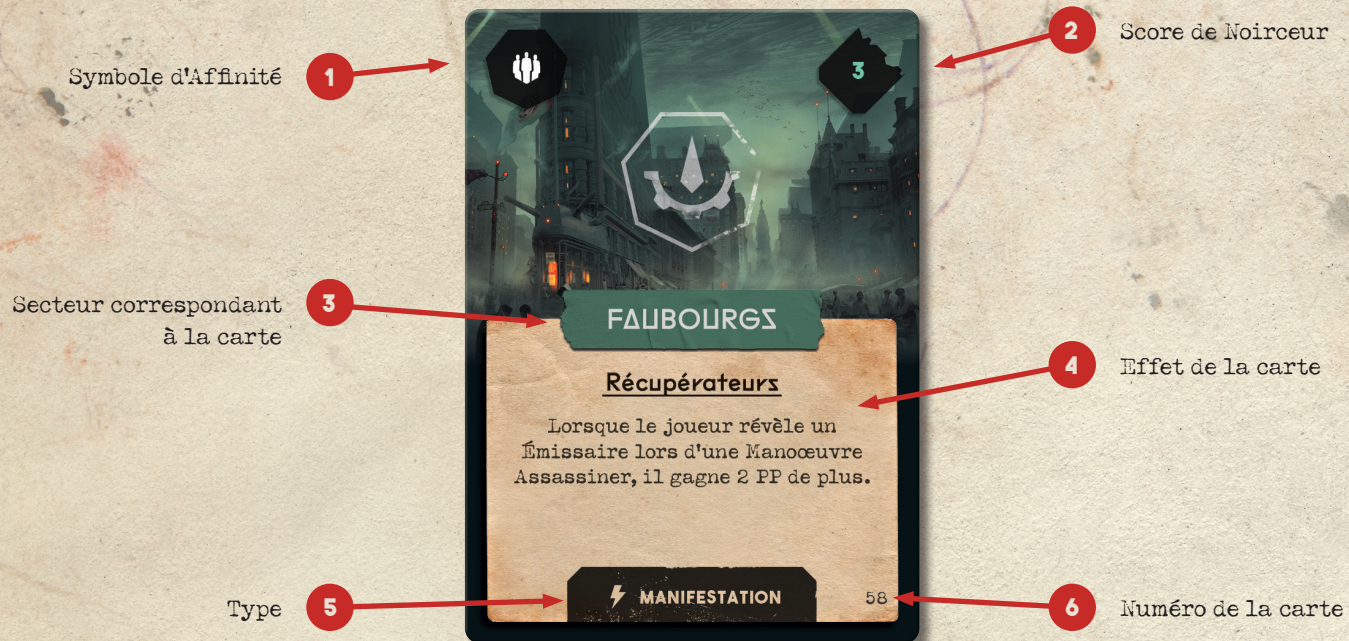 Symbole d'Affinité
1
3
2
Score de Noirceur
Secteur correspondant
à la carte
3
FAUBOURGS
Récupérateurs
Lorsque le joueur révèle un
Émissaire lors d'une Manoœuvre
Assassiner, il gagne 2 PP de plus.
4
Effet de la carte
Type
5
MANIFESTATION
58
6
Numéro de la carte